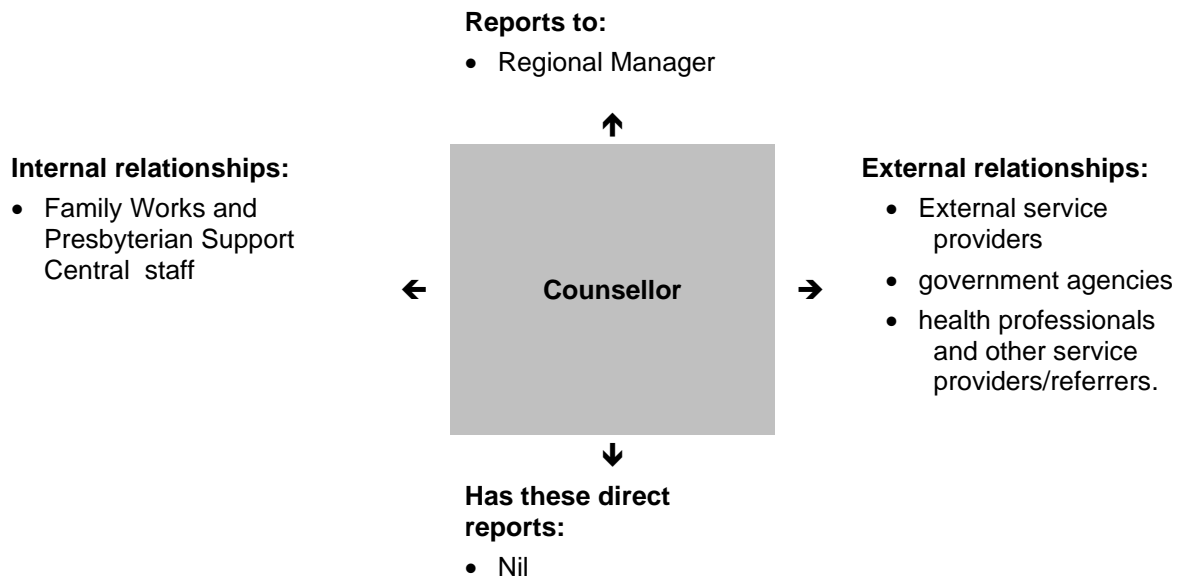 Reports to:
• Regional Manager
Internal relationships:
• Family Works and
Presbyterian Support
Central  staff
Counsellor
External relationships:
• External service
providers
• government agencies
• health professionals
and other service
providers/referrers.
Has these direct
reports:
• Nil